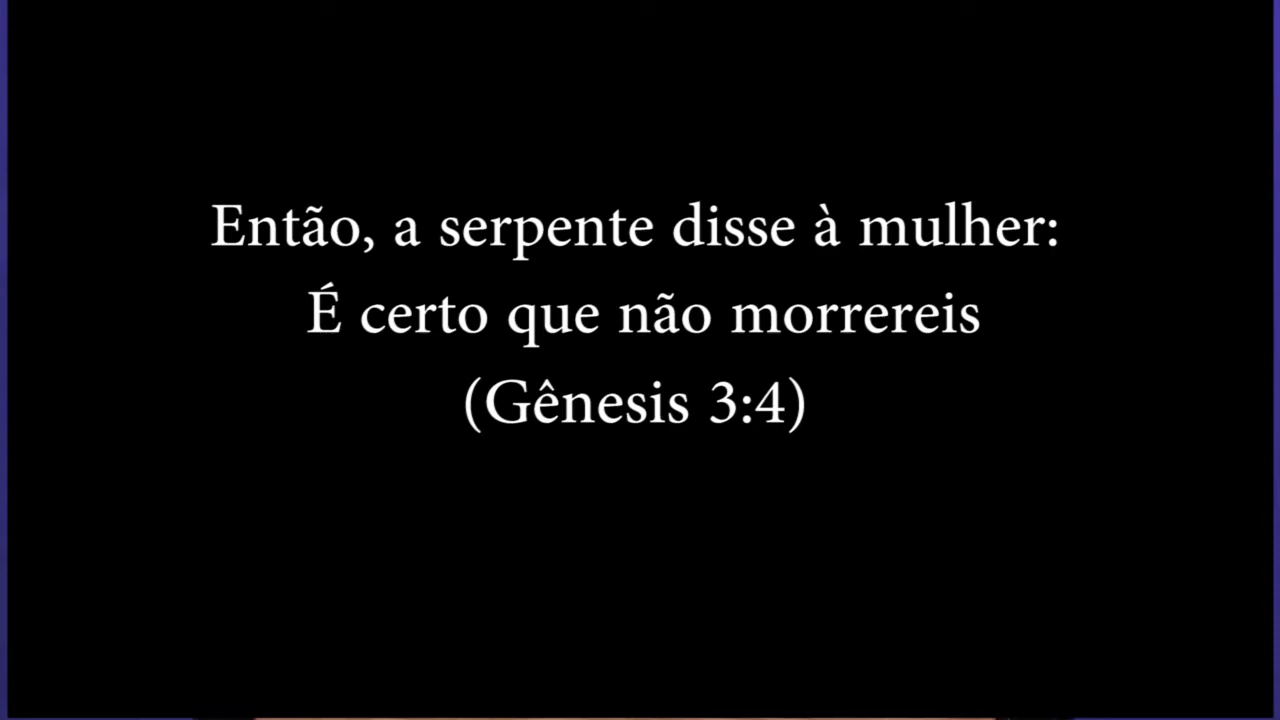 Então, a serpente disse à mulher:
É certo que não morrereis
(Gênesis 3:4)